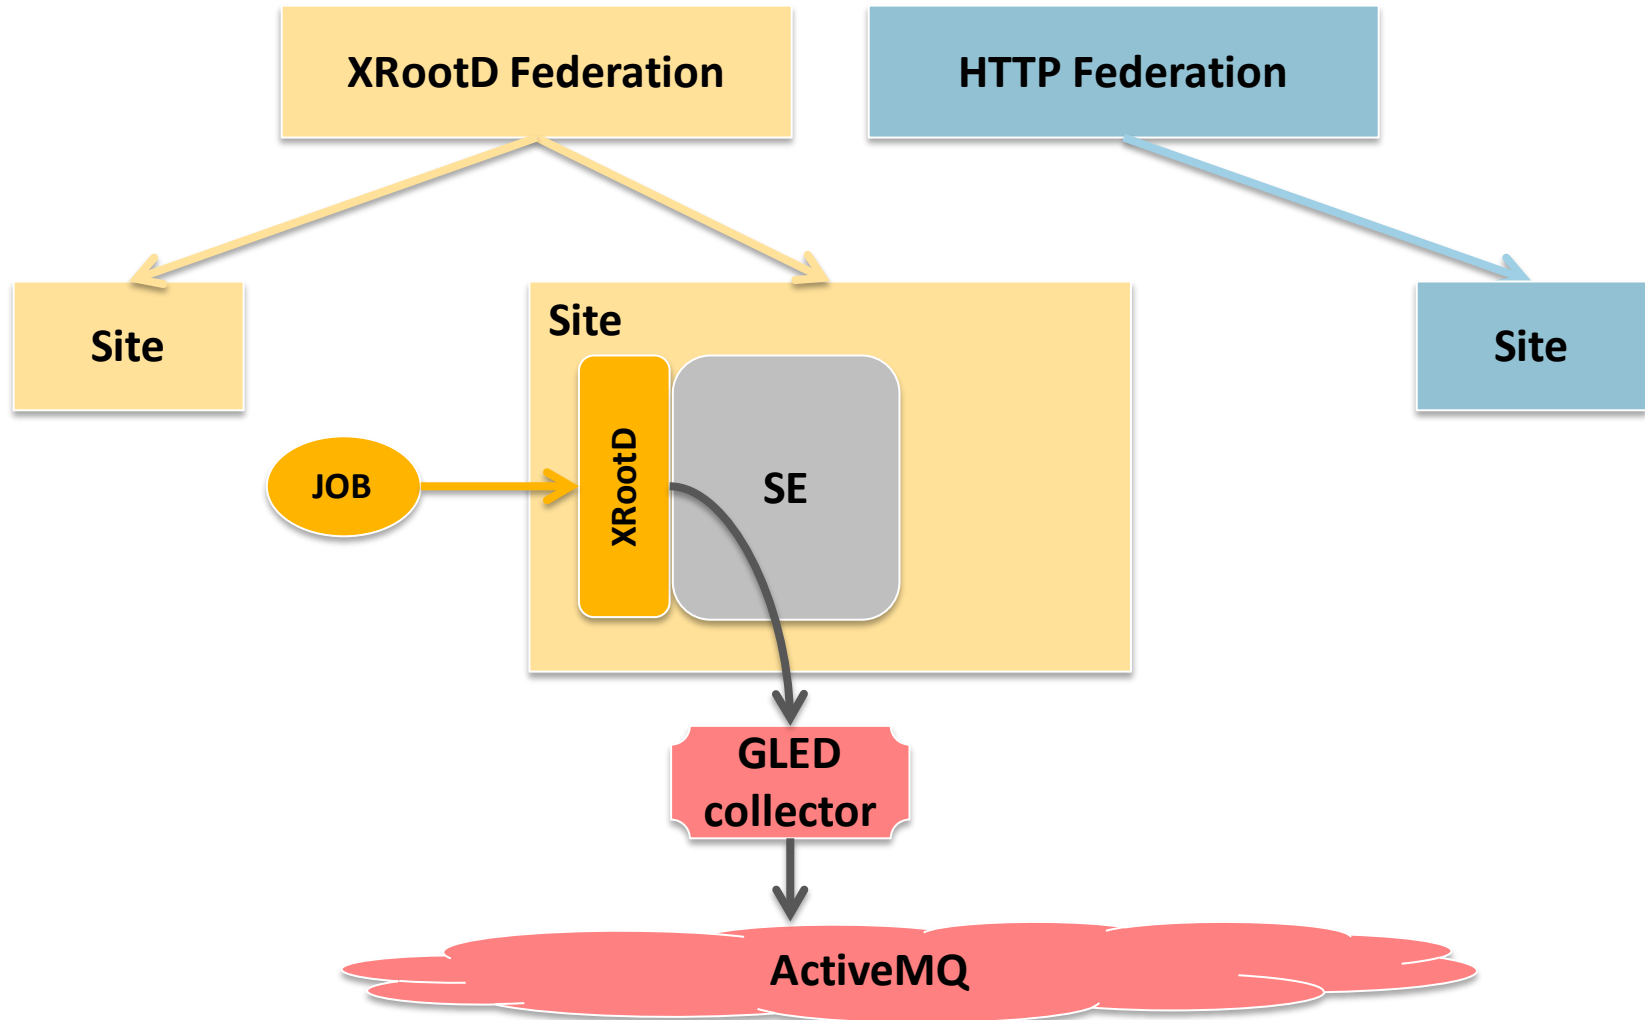 XRootD Federation
HTTP Federation
Site
Site
Site
JOB
XRootD
SE
GLED
collector
ActiveMQ